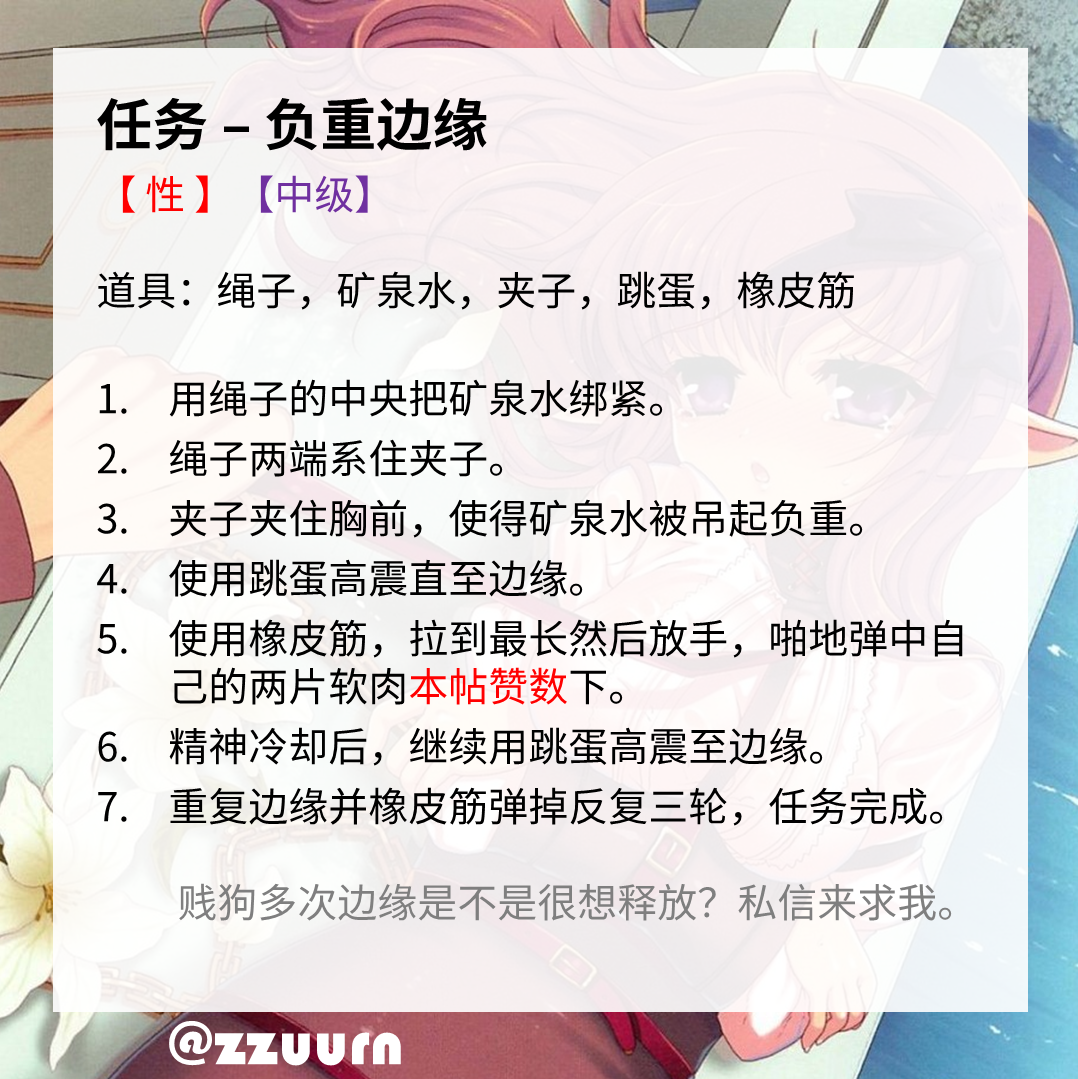 任务 – 负重边缘
【性】【中级】
道具：绳子，矿泉水，夹子，跳蛋，橡皮筋
1. 用绳子的中央把矿泉水绑紧。
2. 绳子两端系住夹子。
3. 夹子夹住胸前，使得矿泉水被吊起负重。
4. 使用跳蛋高震直至边缘。
5. 使用橡皮筋，拉到最长然后放手，啪地弹中自
己的两片软肉本帖赞数下。
6. 精神冷却后，继续用跳蛋高震至边缘。
7. 重复边缘并橡皮筋弹掉反复三轮，任务完成。
贱狗多次边缘是不是很想释放？私信来求我。
@zzuurn